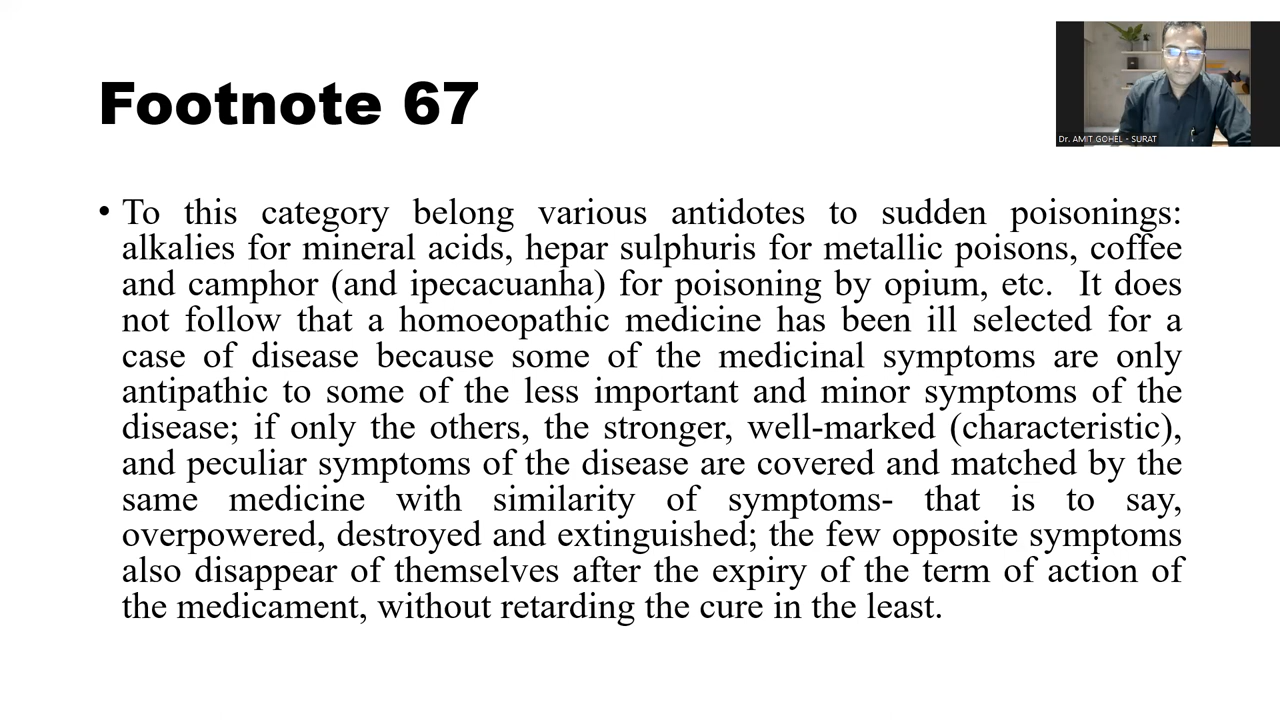 Footnote 67
Dr. AMIT GOHEL - SURAT
• To this category belong various antidotes to sudden poisonings:
alkalies for mineral acids, hepar sulphuris for metallic poisons, coffee
and camphor (and ipecacuanha) for poisoning by opium, etc.  It does
not follow that a homoeopathic medicine has been ill selected for a
case of disease because some of the medicinal symptoms are only
antipathic to some of the less important and minor symptoms of the
disease; if only the others, the stronger, well-marked (characteristic),
and peculiar symptoms of the disease are covered and matched by the
same medicine with similarity of symptoms- that is to say,
overpowered, destroyed and extinguished; the few opposite symptoms
also disappear of themselves after the expiry of the term of action of
the medicament, without retarding the cure in the least.